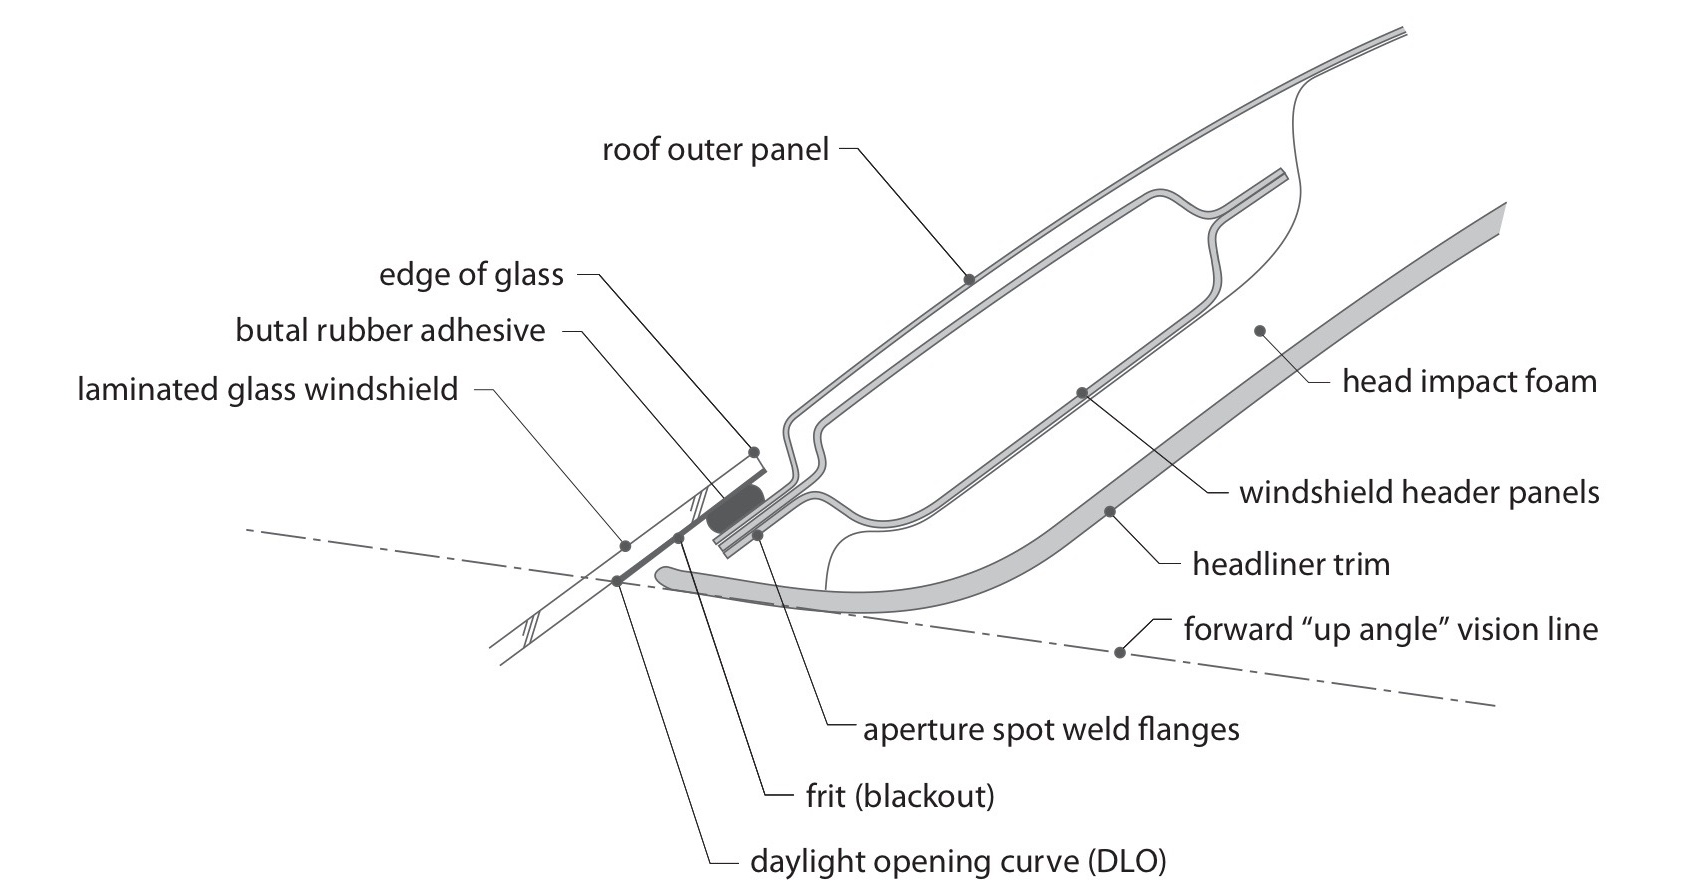 roof outer panel
edge of glass
butal rubber adhesive
laminated glass windshield
head impact foam
windshield header panels
headliner trim
forward “up angle” vision line
aperture spot weld flanges
frit (blackout)
daylight opening curve (DLO)